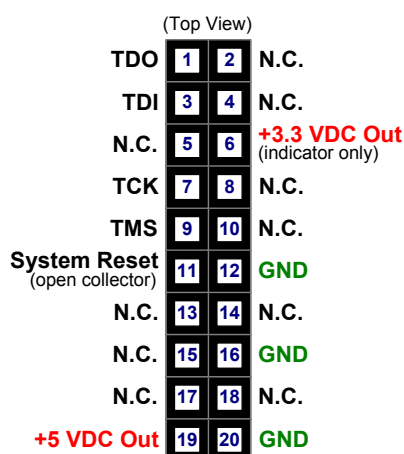 (Top View)
TDO 1 2 N.C.
TDI 3 4 N.C.
N.C. 5 6 +3.3 VDC Out
(indicator only)
TCK 7 8 N.C.
TMS 9 10 N.C.
System Reset 11 12 GND
(open collector)
N.C. 13 14 N.C.
N.C. 15 16 GND
N.C. 17 18 N.C.
+5 VDC Out 19 20 GND